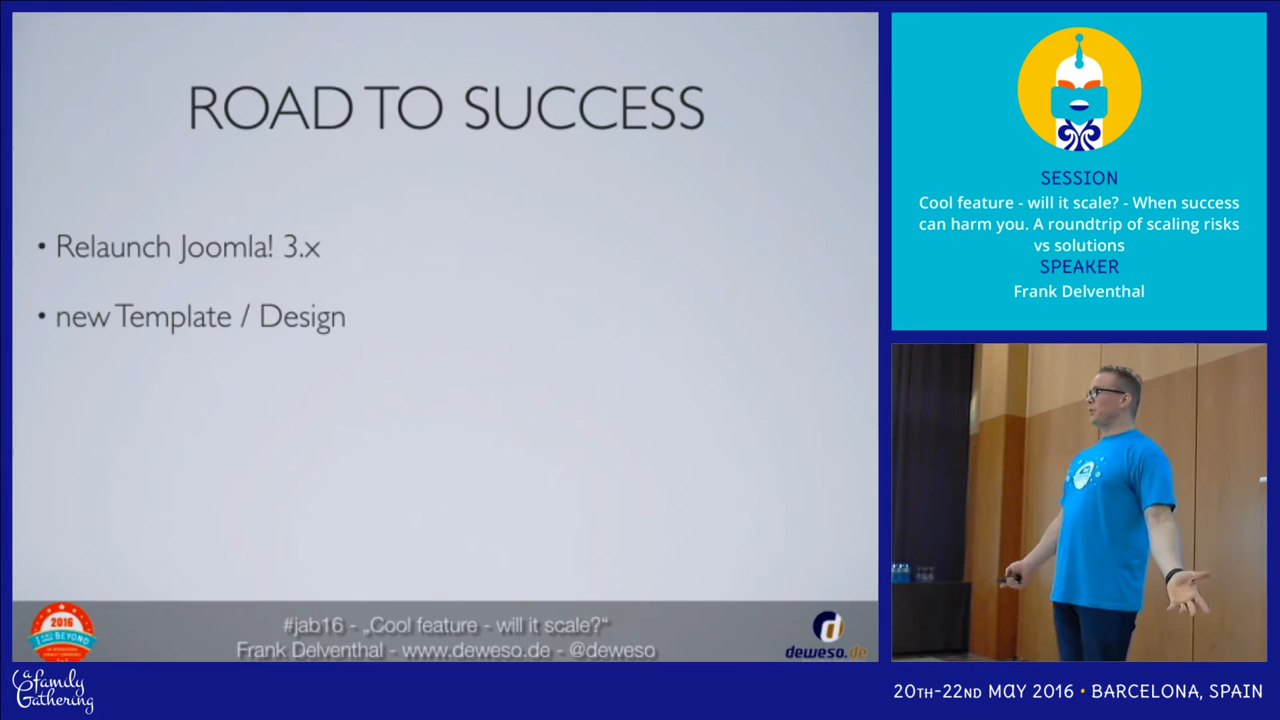 ROAD TO SUCCESS
• Relaunch Joomla! 3.x
• new Template / Design
2016
J AND BEYOND
#jab16 - „Cool feature - will it scale?“
Frank Delventhal - www.deweso.de - @deweso
deweso.de
SESSION
Cool feature - will it scale? - When success
can harm you. A roundtrip of scaling risks
vs solutions
SPEAKER
Frank Delventhal
a family
Gathering
20TH-22ND MAY 2016 • BARCELONA, SPAIN